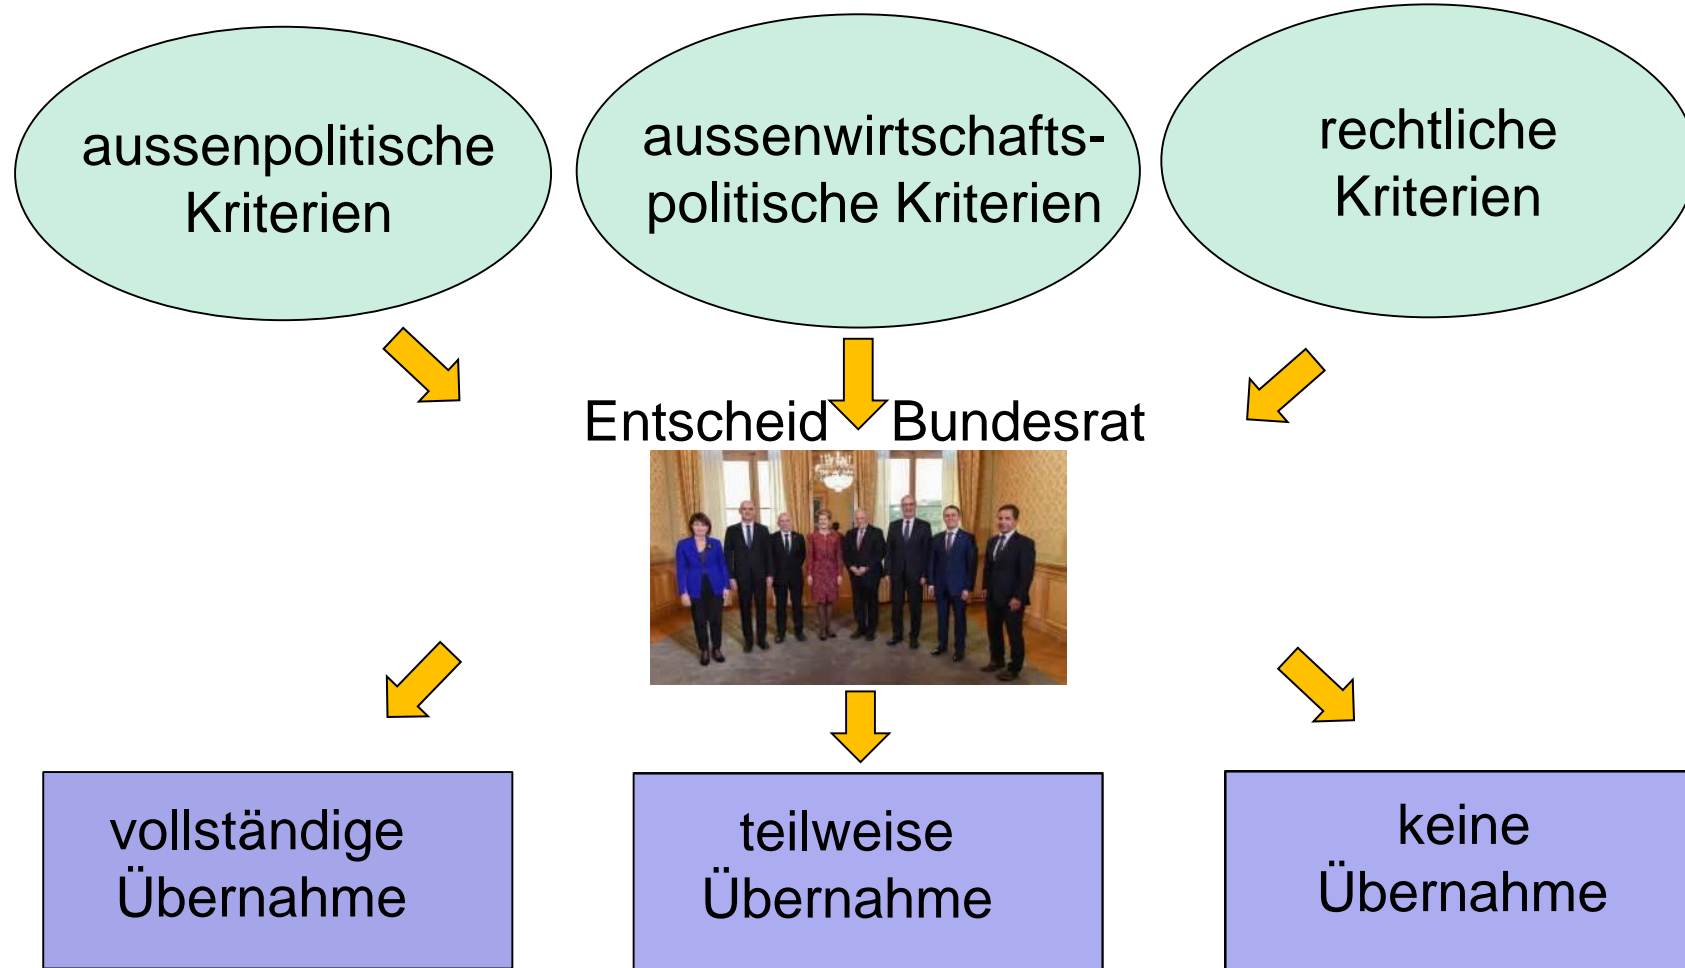 aussenpolitische
Kriterien
aussenwirtschafts-
politische Kriterien
rechtliche
Kriterien
Entscheid Bundesrat
vollständige
Übernahme
teilweise
Übernahme
keine
Übernahme